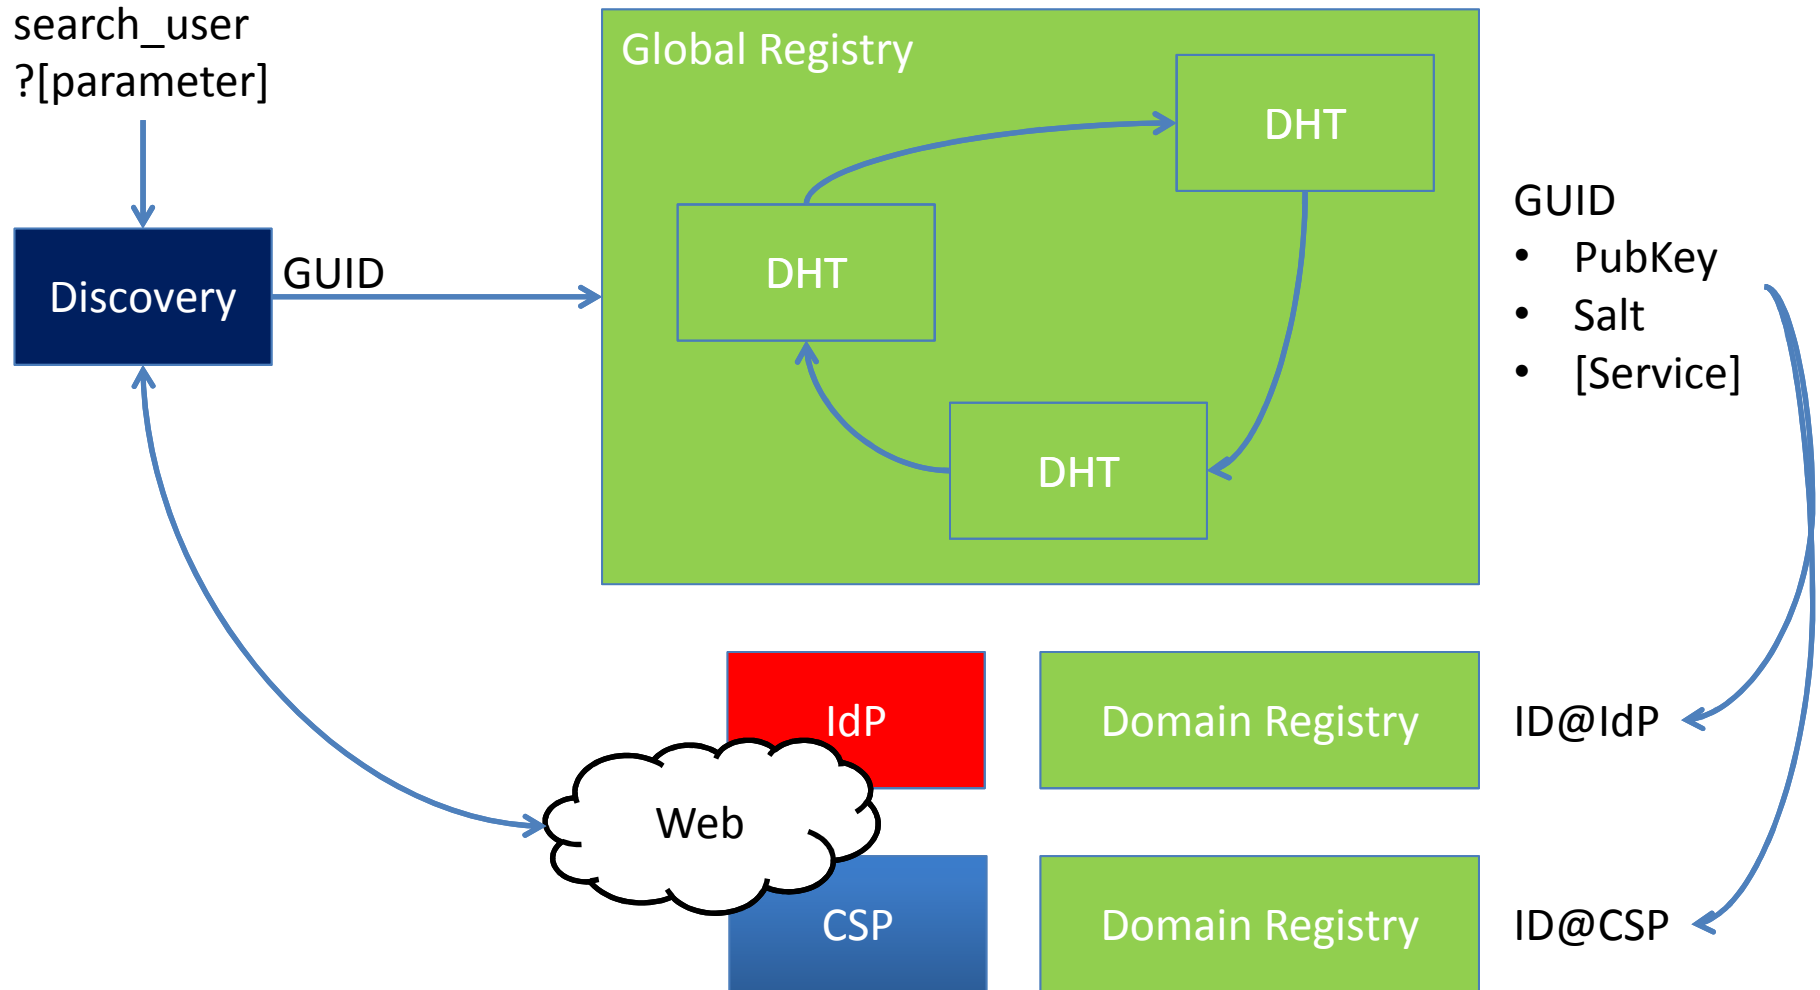 search_user
?[parameter]
Global Registry
DHT
DHT
DHT
Discovery
GUID
GUID
• PubKey
• Salt
• [Service]
IdP
Domain Registry
ID@IdP
Web
CSP
Domain Registry
ID@CSP